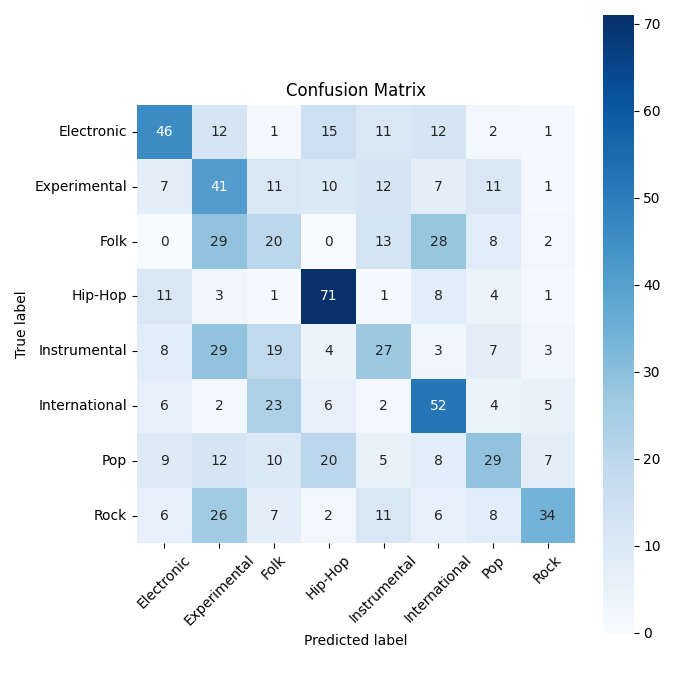 Confusion Matrix
70
60
50
40
30
20
10
0
True label
Electronic 46 12 1 15 11 12 2 1
Experimental 7 41 11 10 12 7 11 1
Folk 0 29 20 0 13 28 8 2
Hip-Hop 11 3 1 71 1 8 4 1
Instrumental 8 29 19 4 27 3 7 3
International 6 2 23 6 2 52 4 5
Pop 9 12 10 20 5 8 29 7
Rock 6 26 7 2 11 6 8 34
Electronic Experimental Folk Hip-Hop Instrumental International Pop Rock
Predicted label